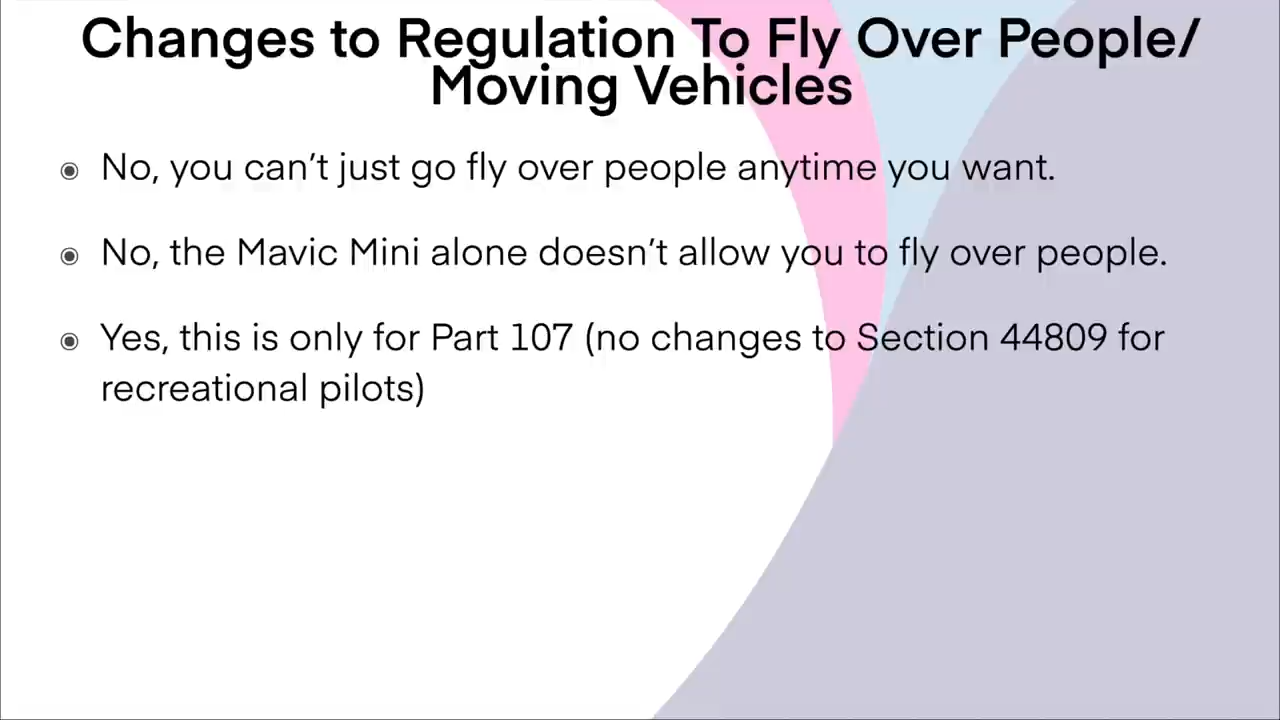 Changes to Regulation To Fly Over People/
Moving Vehicles
No, you can't just go fly over people anytime you want.
No, the Mavic Mini alone doesn't allow you to fly over people.
Yes, this is only for Part 107 (no changes to Section 44809 for
recreational pilots)